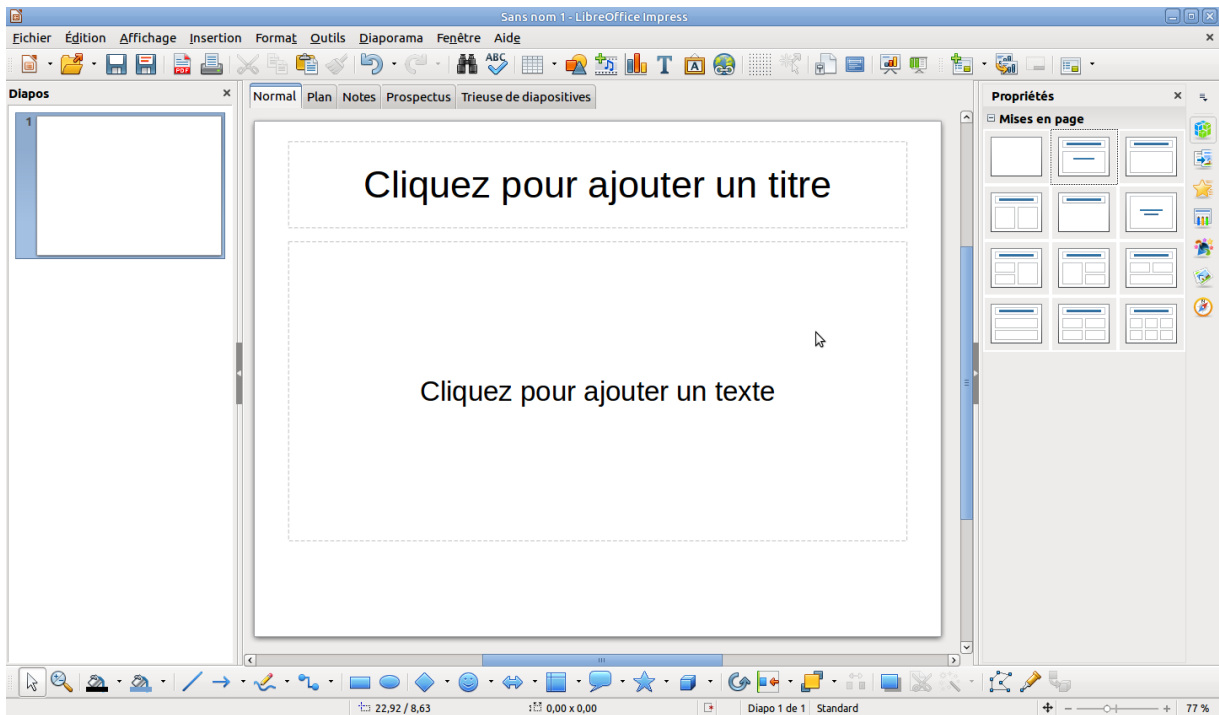 Sans nom 1 - LibreOffice Impress
Fichier Édition Affichage Insertion Format Outils Diaporama Fenêtre Aide
Diapos
Normal Plan Notes Prospectus Trieuse de diapositives
Propriétés
Mises en page
1
Cliquez pour ajouter un titre
Cliquez pour ajouter un texte
22,92 / 8,63 0,00 x 0,00 Diapo 1 de 1 Standard 77 %